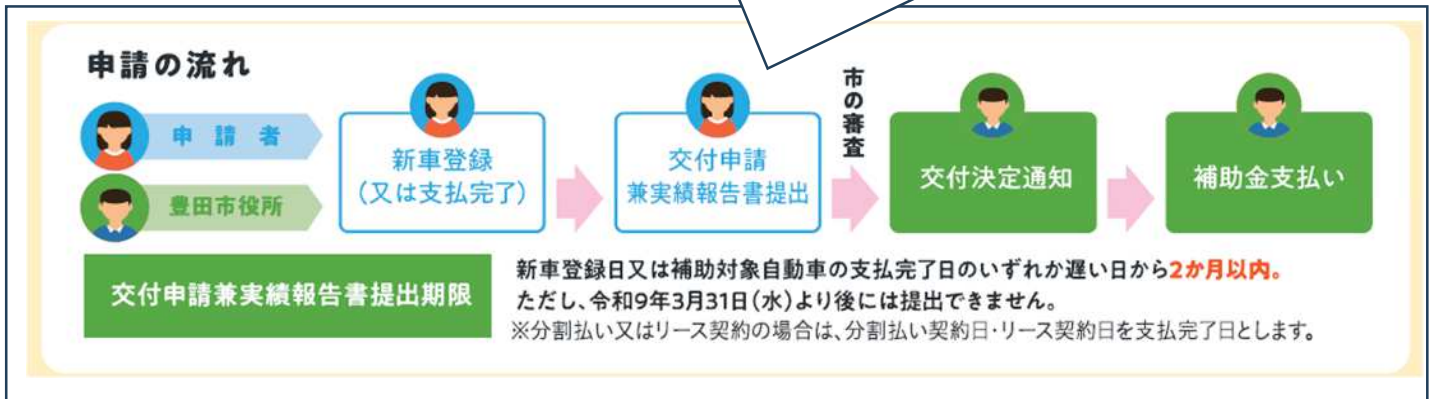 申請の流れ
申請者
豊田市役所
新車登録
(又は支払完了)
交付申請
兼実績報告書提出
市の審査
交付決定通知
補助金支払い
交付申請兼実績報告書提出期限
新車登録日又は補助対象自動車の支払完了日のいずれか遅い日から2か月以内。
ただし、令和9年3月31日(水)より後には提出できません。
※分割払い又はリース契約の場合は、分割払い契約日・リース契約日を支払完了日とします。